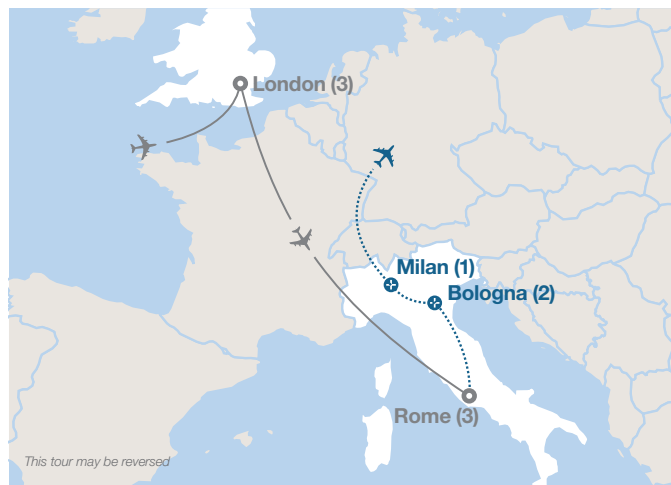 London (3)
Milan (1)
Bologna (2)
Rome (3)
This tour may be reversed